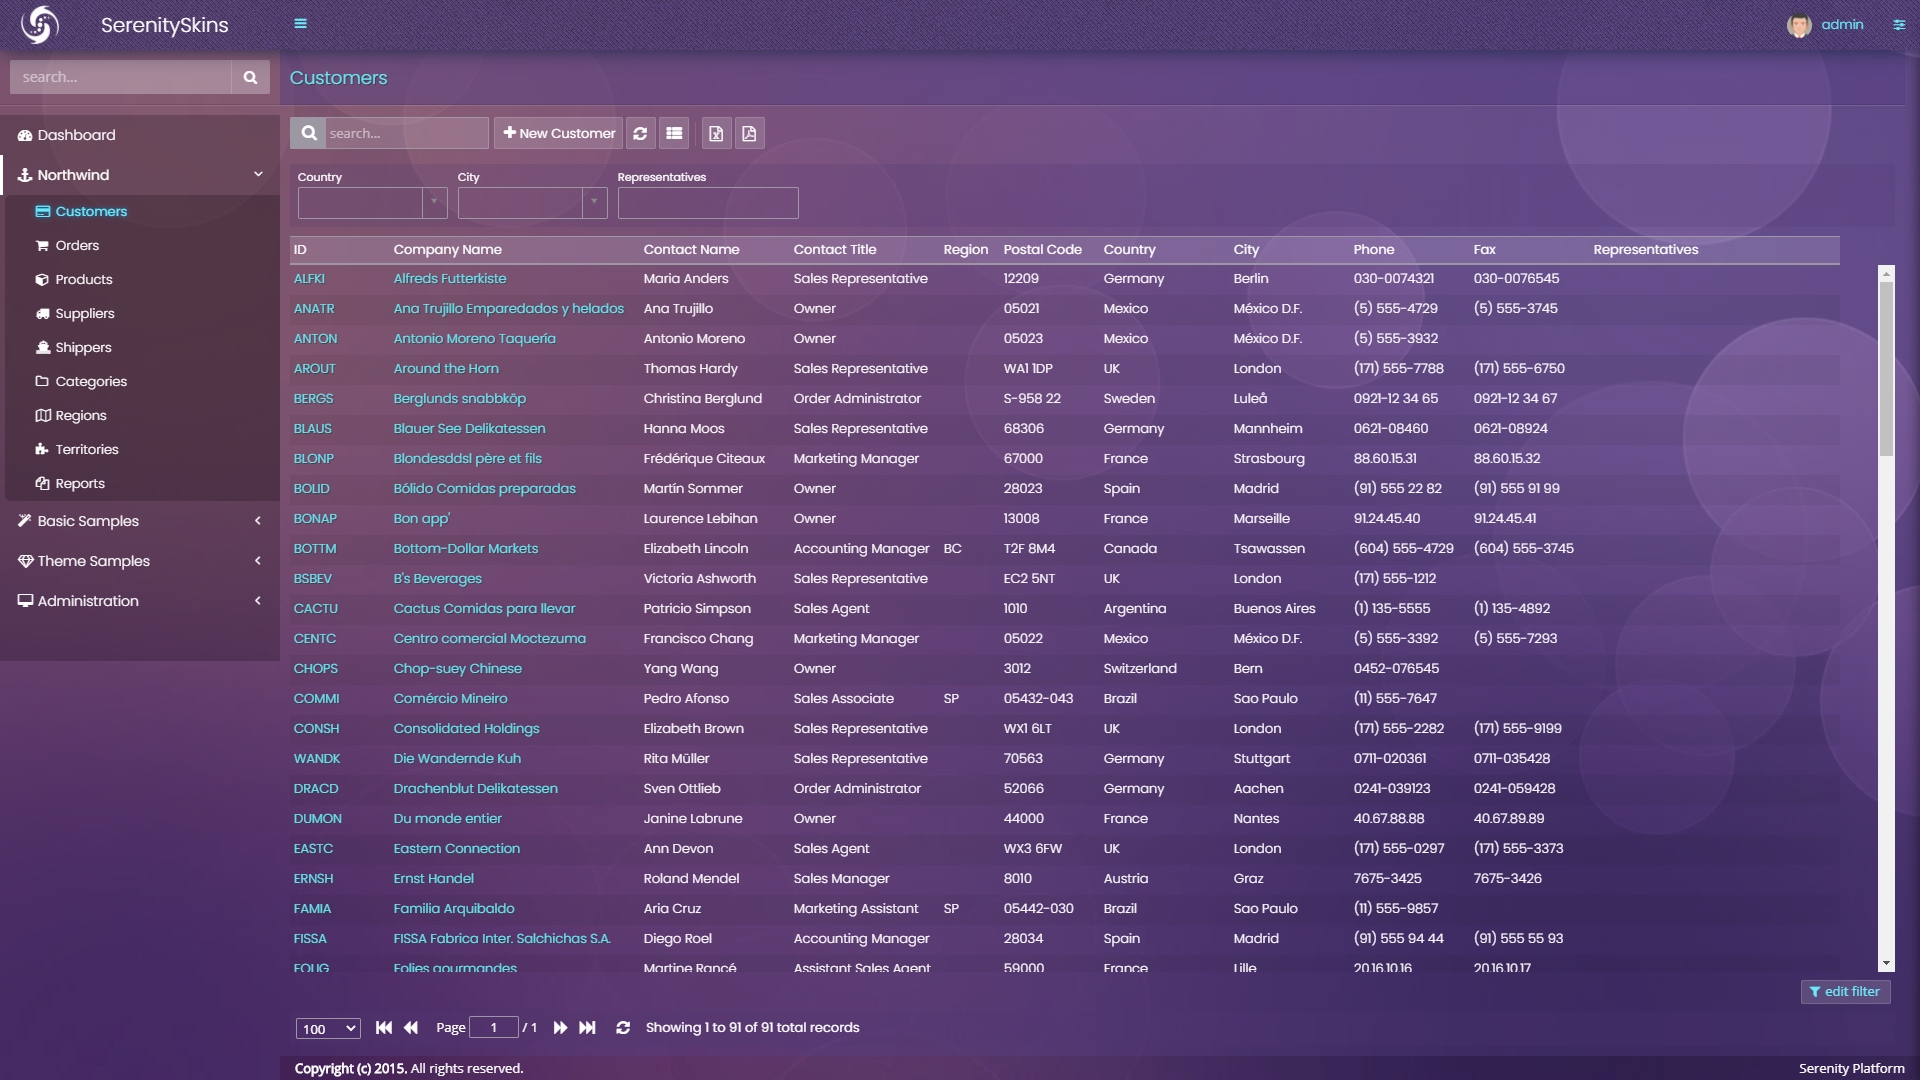 SerenitySkins
admin
search...
Customers
Dashboard
search...
New Customer
Northwind
Country City Representatives
Customers
Orders
Products
Suppliers
Shippers
Categories
Regions
Territories
Reports
Basic Samples
Theme Samples
Administration
ID Company Name Contact Name Contact Title Region Postal Code Country City Phone Fax Representatives
ALFKI Alfreds Futterkiste Maria Anders Sales Representative 12209 Germany Berlin 030-0074321 030-0076545
ANATR Ana Trujillo Emparedados y helados Ana Trujillo Owner 05021 Mexico México D.F. (5) 555-4729 (5) 555-3745
ANTON Antonio Moreno Taquería Antonio Moreno Owner 05023 Mexico México D.F. (5) 555-3932
AROUT Around the Horn Thomas Hardy Sales Representative WA1 1DP UK London (171) 555-7788 (171) 555-6750
BERGS Berglunds snabbköp Christina Berglund Order Administrator S-958 22 Sweden Luleå 0921-12 34 65 0921-12 34 67
BLAUS Blauer See Delikatessen Hanna Moos Sales Representative 68306 Germany Mannheim 0621-08460 0621-08924
BLONP Blondesddsl père et fils Frédérique Citeaux Marketing Manager 67000 France Strasbourg 88.60.15.31 88.60.15.32
BOLID Bólido Comidas preparadas Martín Sommer Owner 28023 Spain Madrid (91) 555 22 82 (91) 555 91 99
BONAP Bon app' Laurence Lebihan Owner 13008 France Marseille 91.24.45.40 91.24.45.41
BOTTM Bottom-Dollar Markets Elizabeth Lincoln Accounting Manager BC T2F 8M4 Canada Tsawassen (604) 555-4729 (604) 555-3745
BSBEV B's Beverages Victoria Ashworth Sales Representative EC2 5NT UK London (171) 555-1212
CACTU Cactus Comidas para llevar Patricio Simpson Sales Agent 1010 Argentina Buenos Aires (1) 135-5555 (1) 135-4892
CENTC Centro comercial Moctezuma Francisco Chang Marketing Manager 05022 Mexico México D.F. (5) 555-3392 (5) 555-7293
CHOPS Chop-suey Chinese Yang Wang Owner 3012 Switzerland Bern 0452-076545
COMMI Comércio Mineiro Pedro Afonso Sales Associate SP 05432-043 Brazil Sao Paulo (11) 555-7647
CONSH Consolidated Holdings Elizabeth Brown Sales Representative WX1 6LT UK London (171) 555-2282 (171) 555-9199
WANDK Die Wandernde Kuh Rita Müller Sales Representative 70563 Germany Stuttgart 0711-020361 0711-035428
DRACD Drachenblut Delikatessen Sven Ottlieb Order Administrator 52066 Germany Aachen 0241-039123 0241-059428
DUMON Du monde entier Janine Labrune Owner 44000 France Nantes 40.67.88.88 40.67.89.89
EASTC Eastern Connection Ann Devon Sales Agent WX3 6FW UK London (171) 555-0297 (171) 555-3373
ERNSH Ernst Handel Roland Mendel Sales Manager 8010 Austria Graz 7675-3425 7675-3426
FAMIA Familia Arquibaldo Aria Cruz Marketing Assistant SP 05442-030 Brazil Sao Paulo (11) 555-9857
FISSA FISSA Fabrica Inter. Salchichas S.A. Diego Roel Accounting Manager 28034 Spain Madrid (91) 555 94 44 (91) 555 55 93
FOLIG Folies gourmandes Martine Rancé Assistant Sales Agent 59000 France Lille 20.16.10.16 20.16.10.17
edit filter
100 Page 1 / 1 Showing 1 to 91 of 91 total records
Copyright (c) 2015. All rights reserved.
Serenity Platform